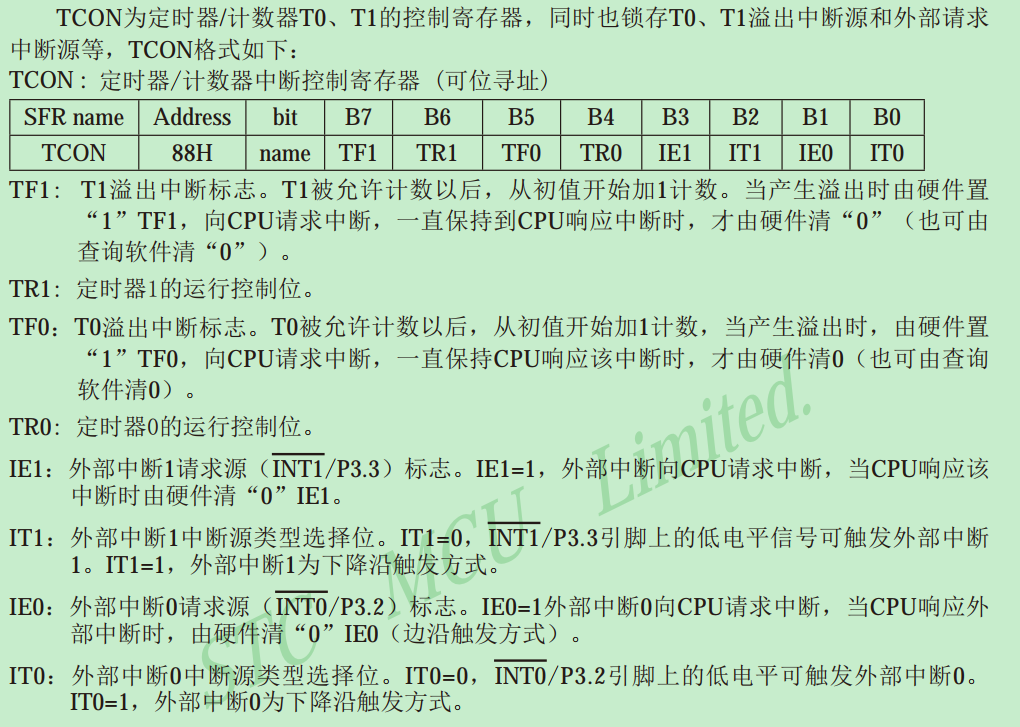 TCON为定时器/计数器T0、T1的控制寄存器，同时也锁存T0、T1溢出中断源和外部请求
中断源等，TCON格式如下：
TCON : 定时器/计数器中断控制寄存器 (可位寻址)
SFR name Address bit B7 B6 B5 B4 B3 B2 B1 B0
TCON 88H name TF1 TR1 TF0 TR0 IE1 IT1 IE0 IT0
TF1: T1溢出中断标志。T1被允许计数以后，从初值开始加1计数。当产生溢出时由硬件置
“1”TF1，向CPU请求中断，一直保持到CPU响应中断时，才由硬件清“0”（也可由
查询软件清“0”）。
TR1: 定时器1的运行控制位。
TF0: T0溢出中断标志。T0被允许计数以后，从初值开始加1计数，当产生溢出时，由硬件置
“1”TF0，向CPU请求中断，一直保持CPU响应该中断时，才由硬件清0（也可由查询
软件清0）。
TR0: 定时器0的运行控制位。
IE1: 外部中断1请求源（INT1/P3.3）标志。IE1=1，外部中断向CPU请求中断，当CPU响应该
中断时由硬件清“0”IE1。
IT1: 外部中断1中断源类型选择位。IT1=0，INT1/P3.3引脚上的低电平信号可触发外部中断
1。IT1=1，外部中断1为下降沿触发方式。
IE0: 外部中断0请求源（INT0/P3.2）标志。IE0=1外部中断0向CPU请求中断，当CPU响应外
部中断时，由硬件清“0”IE0（边沿触发方式）。
IT0: 外部中断0中断源类型选择位。IT0=0，INT0/P3.2引脚上的低电平可触发外部中断0。
IT0=1，外部中断0为下降沿触发方式。
STC MCU Limited.